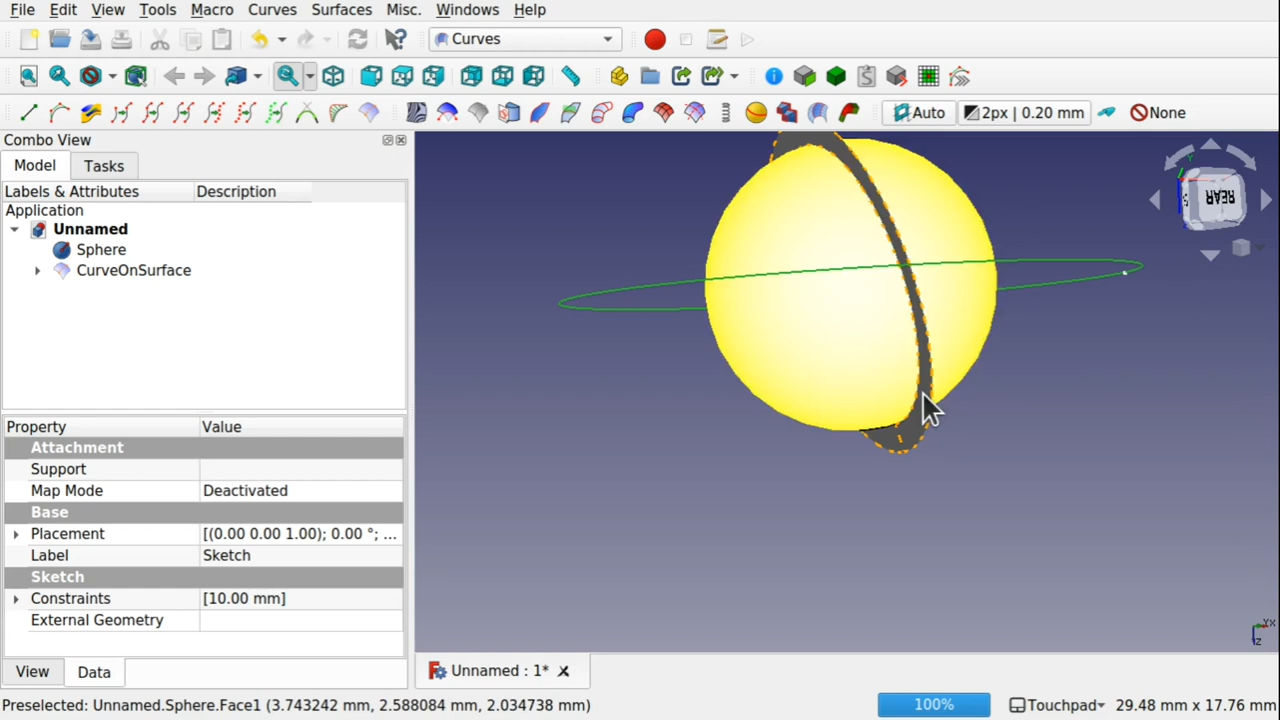 File Edit View Tools Macro Curves Surfaces Misc. Windows Help
Curves
Auto 2px | 0.20 mm None
Combo View
Model Tasks
Labels & Attributes Description
Application
Unnamed
Sphere
CurveOnSurface
Property Value
Attachment
Support
Map Mode Deactivated
Base
Placement [(0.00 0.00 1.00); 0.00 °; ...
Label Sketch
Sketch
Constraints [10.00 mm]
External Geometry
View Data
REAR
Y
X
Z
Unnamed : 1*
Preselected: Unnamed.Sphere.Face1 (3.743242 mm, 2.588084 mm, 2.034738 mm) 100% Touchpad 29.48 mm x 17.76 mm